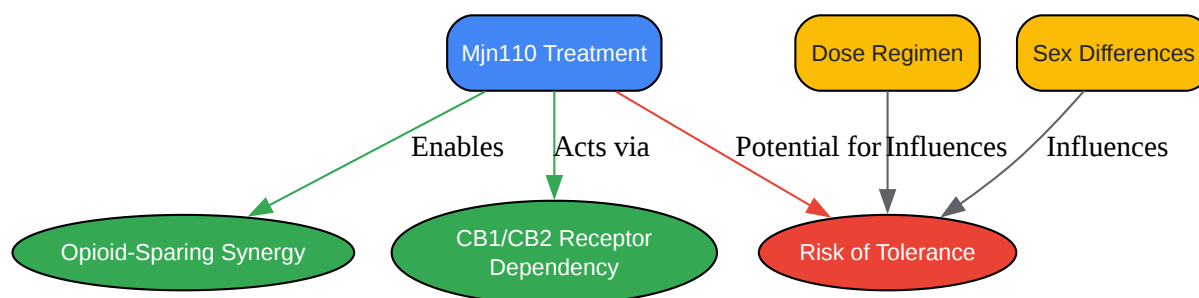 Mjn110 Treatment
Dose Regimen
Sex Differences
Enables
Acts via
Potential for
Influences
Influences
Opioid-Sparing Synergy
CB1/CB2 Receptor
Dependency
Risk of Tolerance